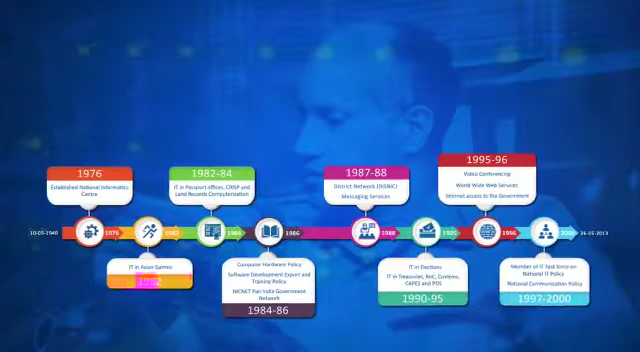 1976
Established National Informatics
Centre
1982-84
IT in Passport offices, CRISP and
Land Records Computerisation
1987-88
District Network (DISNIC)
Messaging Services
1995-96
Video Conferencing
World Wide Web Services
Internet access to the Government
10-05-1940
1976
1982
1984
1986
1988
1995
1996
2000
26-05-2013
IT in Asian Games
1982
Computer Hardware Policy
Software Development Export and
Training Policy
NICNET Pan India Government
Network
1984-86
IT in Elections
IT in Treasuries, RoC, Customs,
CAPES and PDS
1990-95
Member of IT Task force on
National IT Policy
National Communication Policy
1997-2000